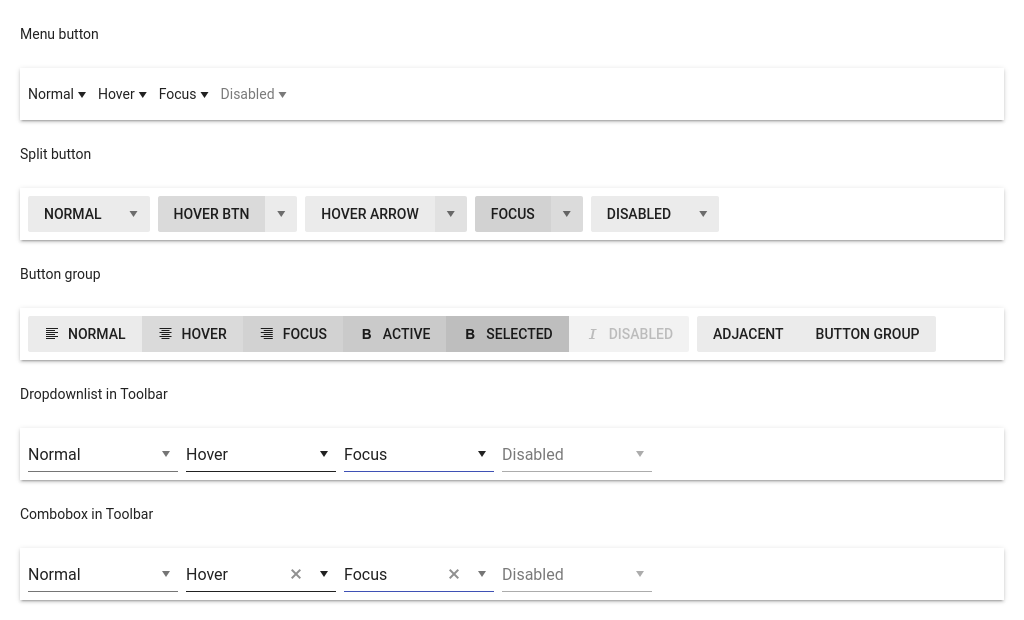 Menu button
Normal Hover Focus Disabled
Split button
NORMAL HOVER BTN HOVER ARROW FOCUS DISABLED
Button group
NORMAL HOVER FOCUS B ACTIVE B SELECTED I DISABLED ADJACENT BUTTON GROUP
Dropdownlist in Toolbar
Normal Hover Focus Disabled
Combobox in Toolbar
Normal Hover Focus Disabled